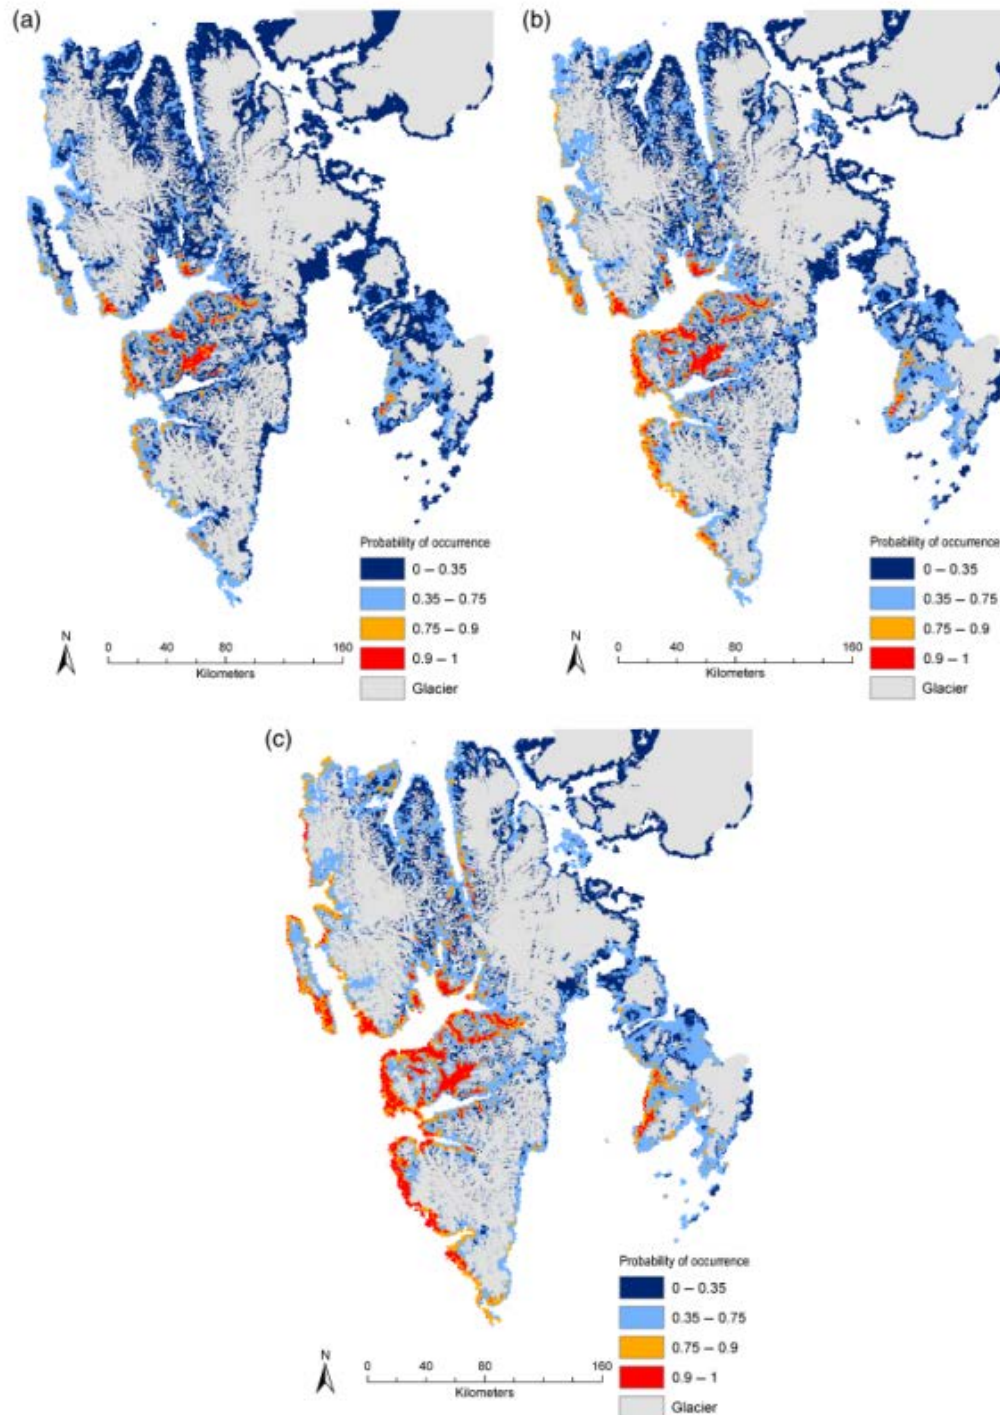 (a)
Probability of occurrence
0 – 0.35
0.35 – 0.75
0.75 – 0.9
0.9 – 1
Glacier
N
0 40 80 160
Kilometers
(b)
Probability of occurrence
0 – 0.35
0.35 – 0.75
0.75 – 0.9
0.9 – 1
Glacier
N
0 40 80 160
Kilometers
(c)
Probability of occurrence
0 – 0.35
0.35 – 0.75
0.75 – 0.9
0.9 – 1
Glacier
N
0 40 80 160
Kilometers